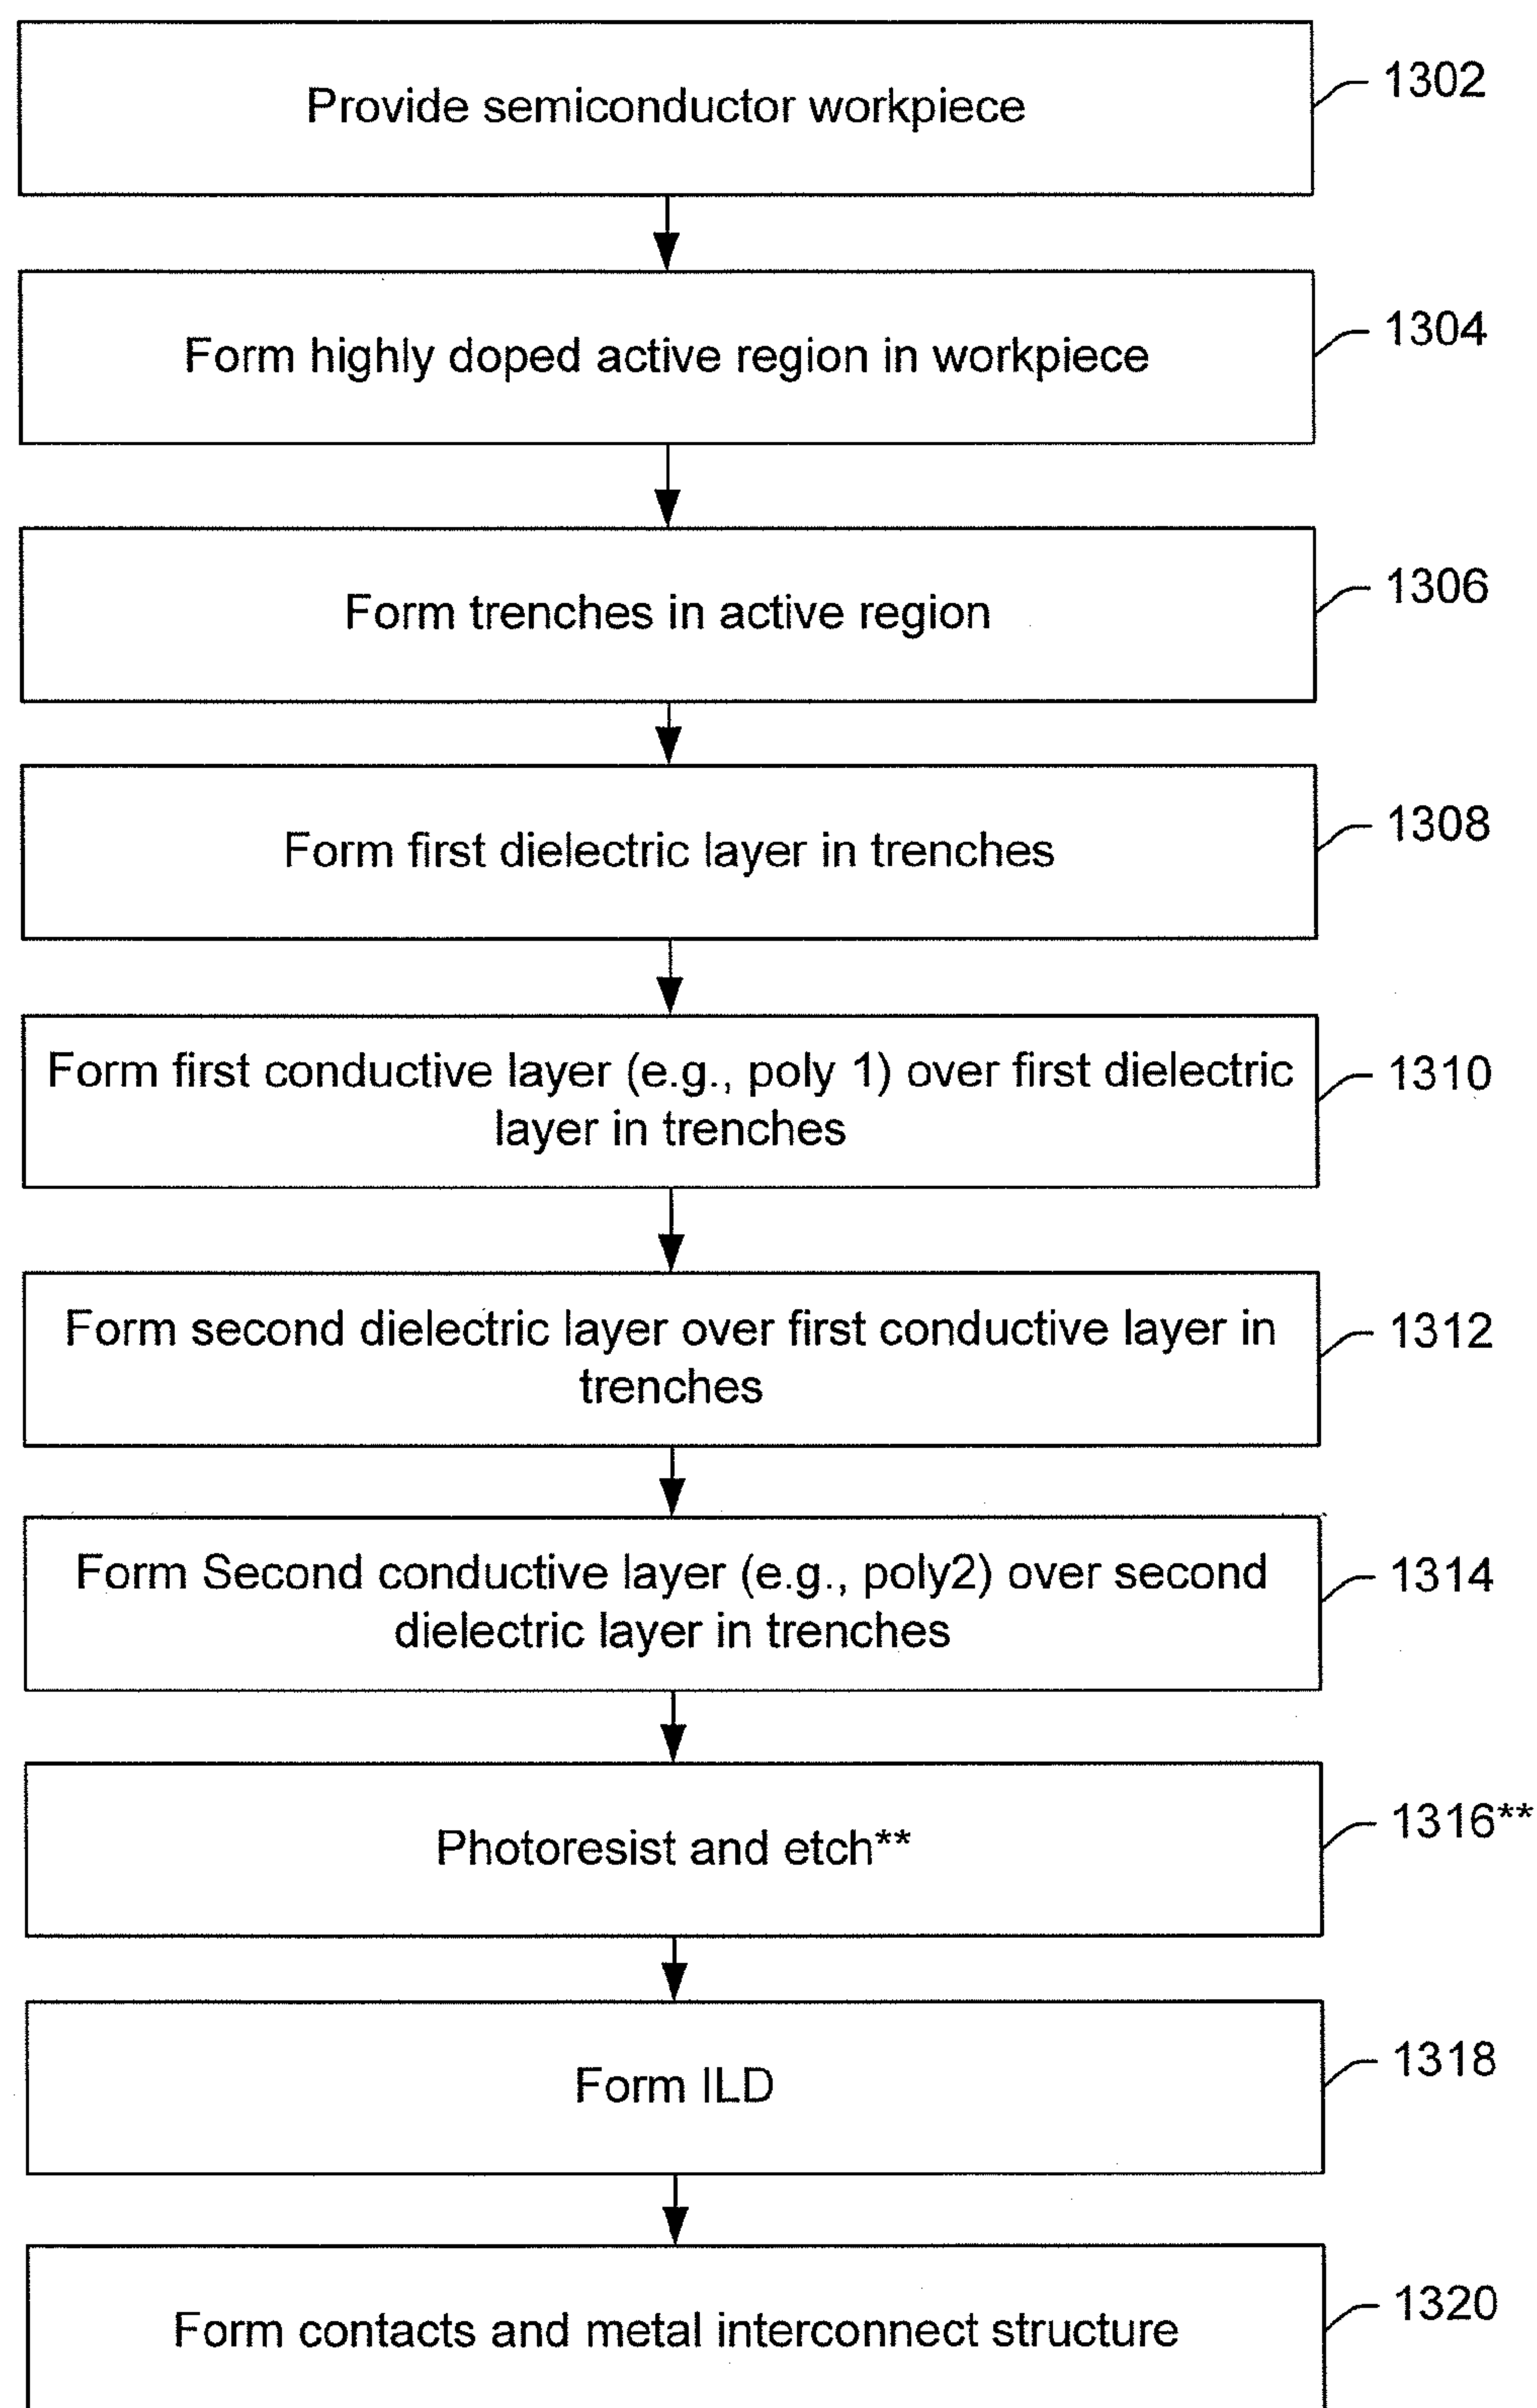 Provide semiconductor workpiece
1302
Form highly doped active region in workpiece
1304
Form trenches in active region
1306
Form first dielectric layer in trenches
1308
Form first conductive layer (e.g., poly 1) over first dielectric
layer in trenches
1310
Form second dielectric layer over first conductive layer in
trenches
1312
Form Second conductive layer (e.g., poly2) over second
dielectric layer in trenches
1314
Photoresist and etch**
1316**
Form ILD
1318
Form contacts and metal interconnect structure
1320